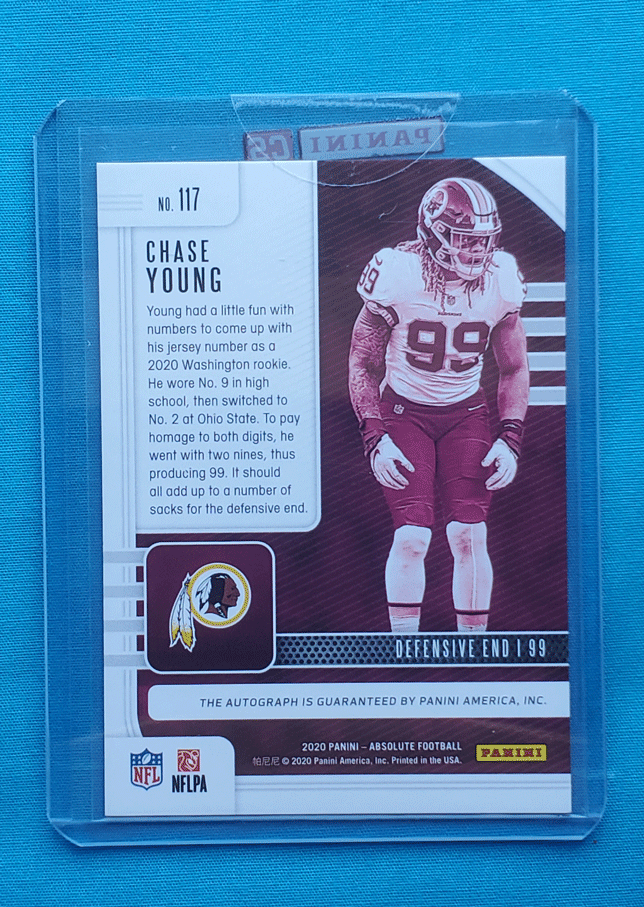 PANINI
NO. 117
CHASE
YOUNG
Young had a little fun with
numbers to come up with
his jersey number as a
2020 Washington rookie.
He wore No. 9 in high
school, then switched to
No. 2 at Ohio State. To pay
homage to both digits, he
went with two nines, thus
producing 99. It should
all add up to a number of
sacks for the defensive end.
99
99
DEFENSIVE END | 99
THE AUTOGRAPH IS GUARANTEED BY PANINI AMERICA, INC.
2020 PANINI – ABSOLUTE FOOTBALL
帕尼尼 © 2020 Panini America, Inc. Printed in the USA.
PANINI
NFL
NFLPA